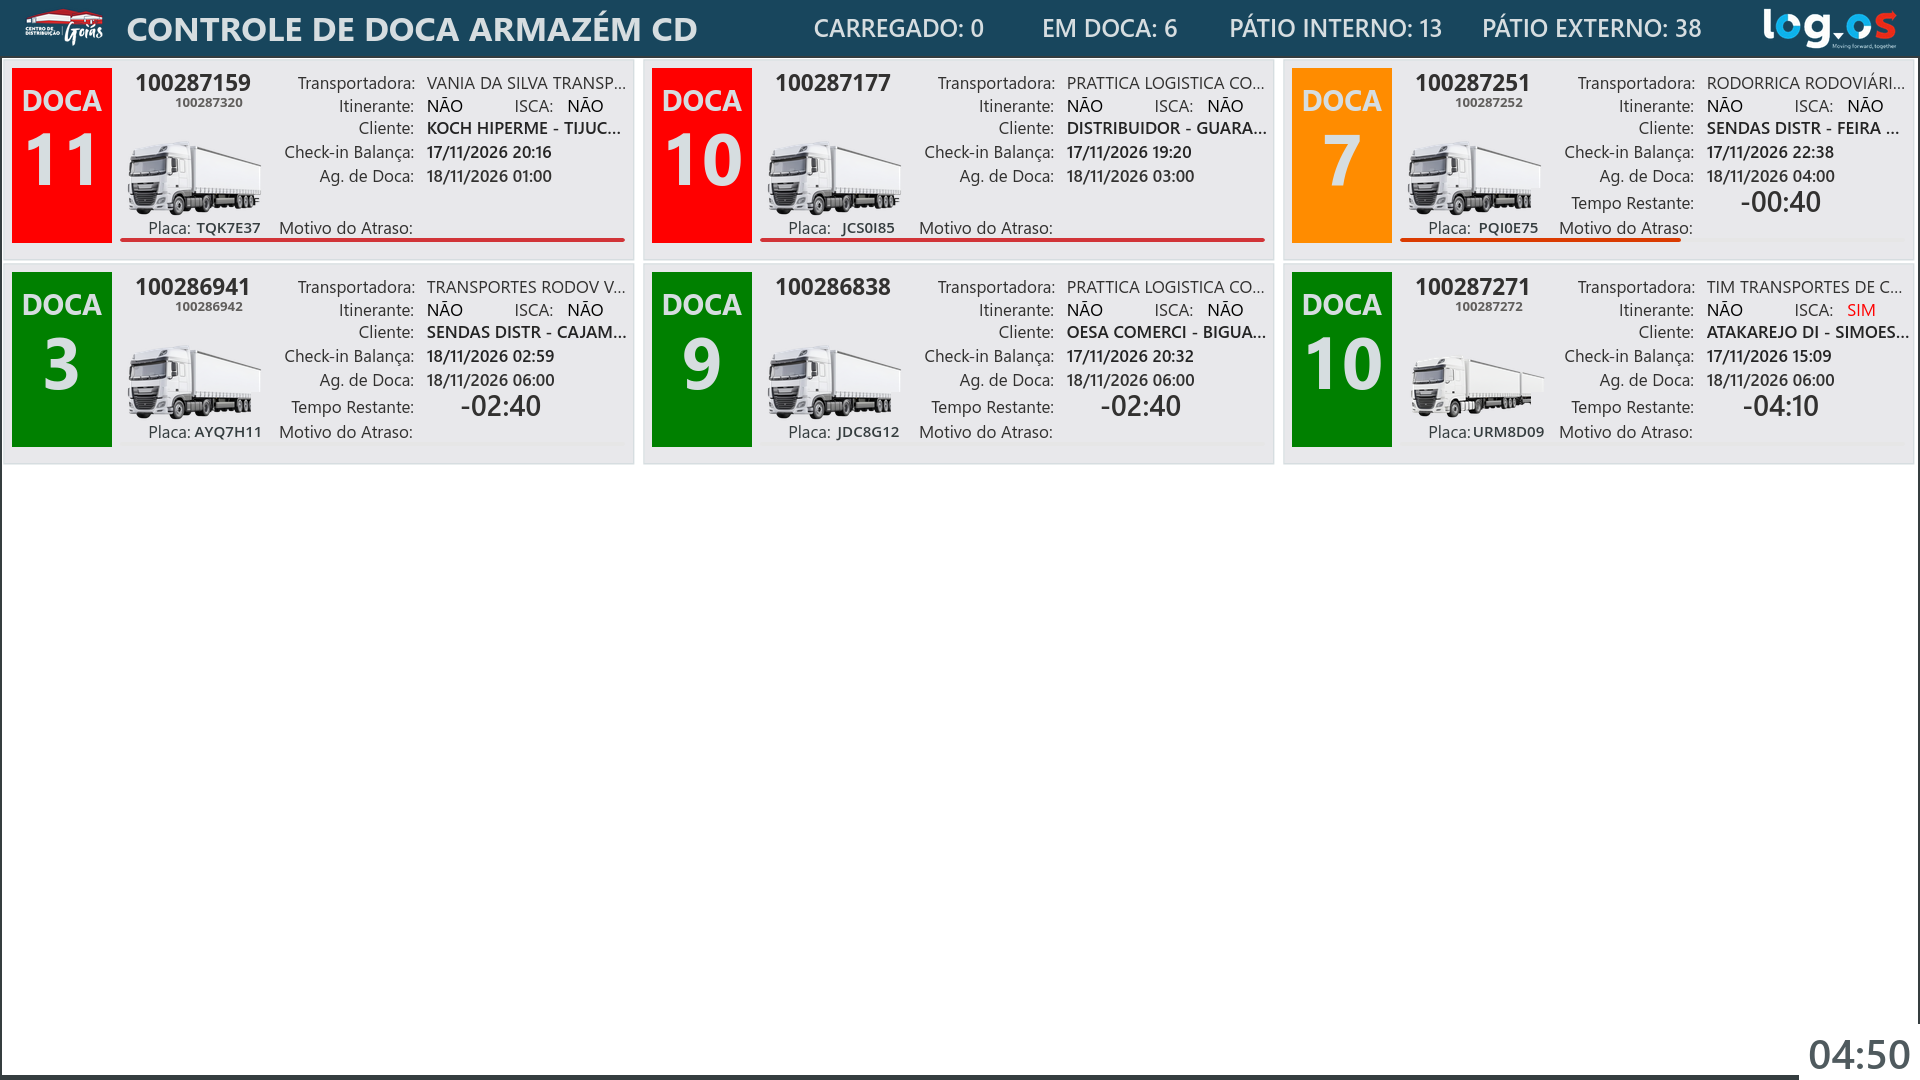 CENTRO DE DISTRIBUIÇÃO Goiás
CONTROLE DE DOCA ARMAZÉM CD
CARREGADO: 0
EM DOCA: 6
PÁTIO INTERNO: 13
PÁTIO EXTERNO: 38
log.os
Moving forward, together
DOCA
11
100287159
100287320
Transportadora: VANIA DA SILVA TRANSP...
Itinerante: NÃO ISCA: NÃO
Cliente: KOCH HIPERME - TIJUC...
Check-in Balança: 17/11/2026 20:16
Ag. de Doca: 18/11/2026 01:00
Placa: TQK7E37 Motivo do Atraso:
DOCA
10
100287177
Transportadora: PRATTICA LOGISTICA CO...
Itinerante: NÃO ISCA: NÃO
Cliente: DISTRIBUIDOR - GUARA...
Check-in Balança: 17/11/2026 19:20
Ag. de Doca: 18/11/2026 03:00
Placa: JCS0I85 Motivo do Atraso:
DOCA
7
100287251
100287252
Transportadora: RODORRICA RODOVIÁRI...
Itinerante: NÃO ISCA: NÃO
Cliente: SENDAS DISTR - FEIRA ...
Check-in Balança: 17/11/2026 22:38
Ag. de Doca: 18/11/2026 04:00
Tempo Restante: -00:40
Placa: PQI0E75 Motivo do Atraso:
DOCA
3
100286941
100286942
Transportadora: TRANSPORTES RODOV V...
Itinerante: NÃO ISCA: NÃO
Cliente: SENDAS DISTR - CAJAM...
Check-in Balança: 18/11/2026 02:59
Ag. de Doca: 18/11/2026 06:00
Tempo Restante: -02:40
Placa: AYQ7H11 Motivo do Atraso:
DOCA
9
100286838
Transportadora: PRATTICA LOGISTICA CO...
Itinerante: NÃO ISCA: NÃO
Cliente: OESA COMERCI - BIGUA...
Check-in Balança: 17/11/2026 20:32
Ag. de Doca: 18/11/2026 06:00
Tempo Restante: -02:40
Placa: JDC8G12 Motivo do Atraso:
DOCA
10
100287271
100287272
Transportadora: TIM TRANSPORTES DE C...
Itinerante: NÃO ISCA: SIM
Cliente: ATAKAREJO DI - SIMOES...
Check-in Balança: 17/11/2026 15:09
Ag. de Doca: 18/11/2026 06:00
Tempo Restante: -04:10
Placa: URM8D09 Motivo do Atraso:
04:50